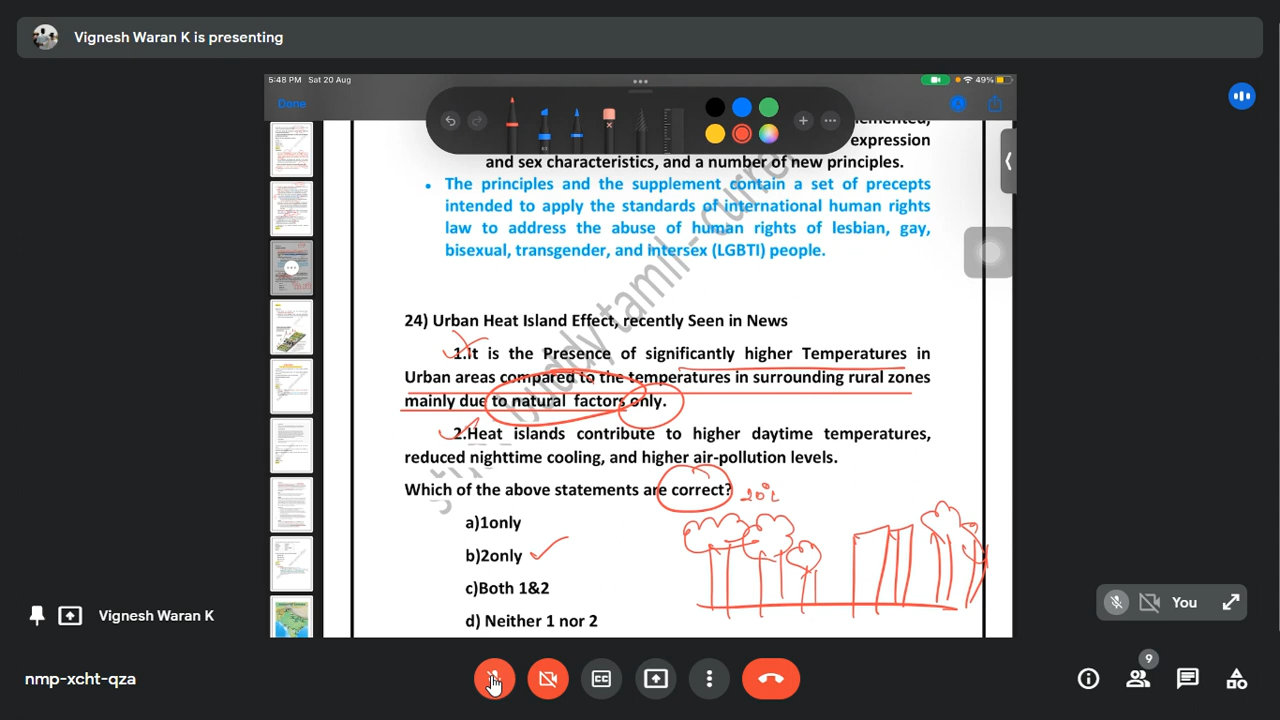 Vignesh Waran K is presenting
5:48 PM Sat 20 Aug
49%
Done
expression
and sex characteristcs, and a number of new principles.
• The principles and the supplement contain a set of precepts
intended to apply the standards of international human rights
law to address the abuse of human rights of lesbian, gay,
bisexual, transgender, and intersex (LGBTI) people.
24) Urban Heat Island Effect, recently Seen in News
1.It is the Presence of significantly higher Temperatures in
Urban areas compared to the temperatures in surrounding rural zones
mainly due to natural factors only.
2.Heat islands contribute to higher daytime temperatures,
reduced nighttime cooling, and higher air-pollution levels.
Which of the above statements are correct?
a)1only
b)2only
c)Both 1&2
d) Neither 1 nor 2
Vignesh Waran K
You
nmp-xcht-qza
CC
9